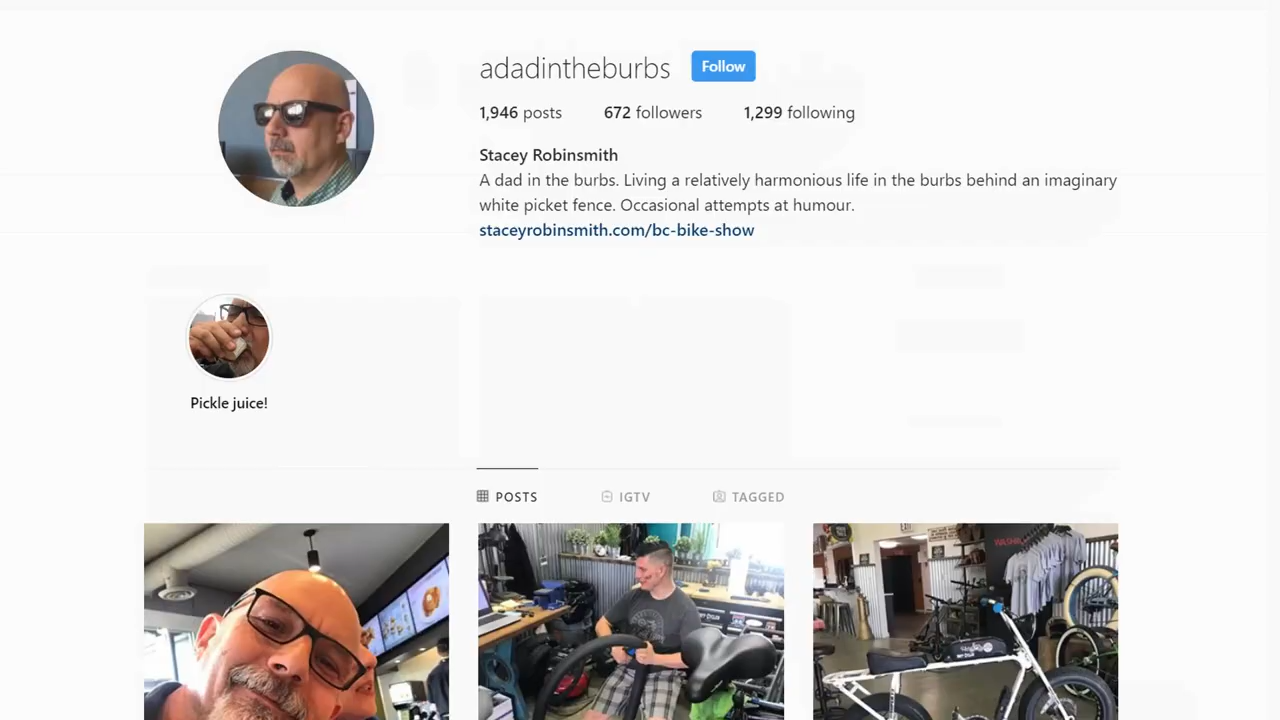 adadintheburbs Follow
1,946 posts 672 followers 1,299 following
Stacey Robinsmith
A dad in the burbs. Living a relatively harmonious life in the burbs behind an imaginary
white picket fence. Occasional attempts at humour.
staceyrobinsmith.com/bc-bike-show
Pickle juice!
POSTS IGTV TAGGED